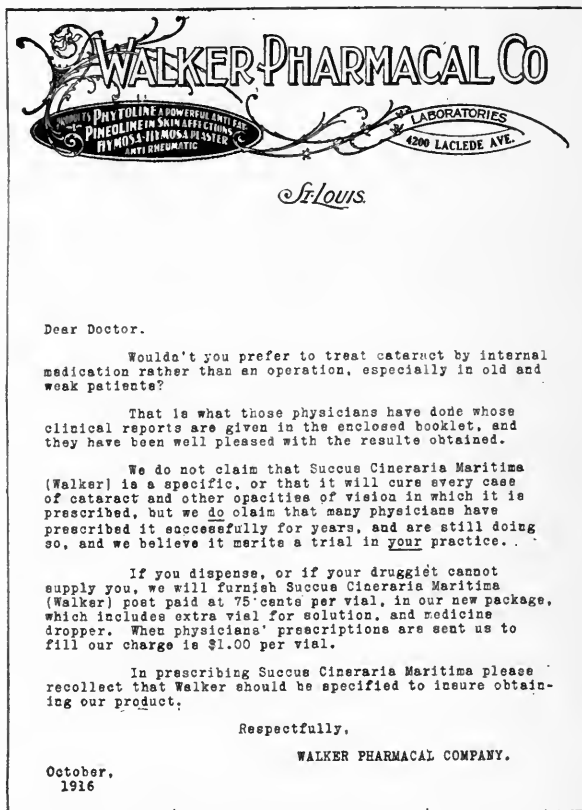 WALKER PHARMACAL CO
PRODUCTS PHYTOLINE A POWERFUL ANTI FAT
PINEOLINE IN SKIN AFFECTIONS
HYMOSA-HYMOSA PLASTER
ANTI RHEUMATIC
LABORATORIES
4200 LACLEDE AVE.
ST. LOUIS.
Dear Doctor.
Wouldn't you prefer to treat cataract by internal
medication rather than an operation, especially in old and
weak patients?
That is what those physicians have done whose
clinical reports are given in the enclosed booklet, and
they have been well pleased with the results obtained.
We do not claim that Succus Cineraria Maritima
(Walker) is a specific, or that it will cure every case
of cataract and other opacities of vision in which it is
prescribed, but we do claim that many physicians have
prescribed it successfully for years, and are still doing
so, and we believe it merits a trial in your practice.
If you dispense, or if your druggist cannot
supply you, we will furnish Succus Cineraria Maritima
(Walker) post paid at 75 cents per vial, in our new package,
which includes extra vial for solution, and medicine
dropper. When physicians' prescriptions are sent us to
fill our charge is $1.00 per vial.
In prescribing Succus Cineraria Maritima please
recollect that Walker should be specified to insure obtain-
ing our product.
Respectfully,
WALKER PHARMACAL COMPANY.
October,
1916